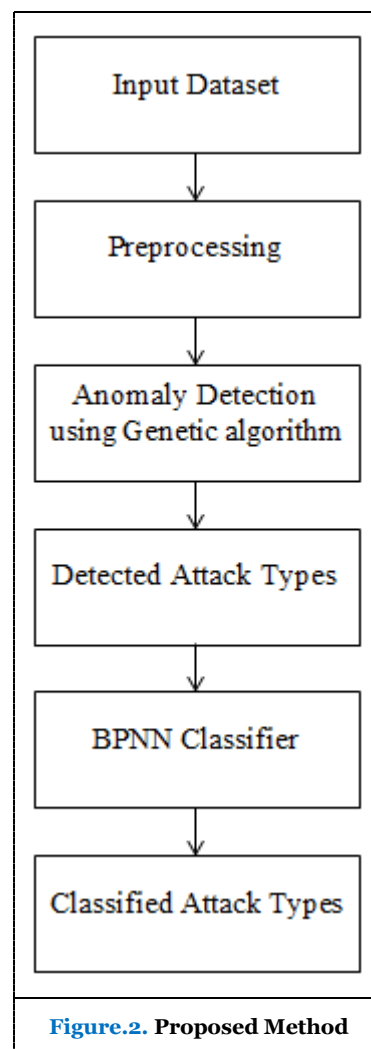 Input Dataset
Preprocessing
Anomaly Detection
using Genetic algorithm
Detected Attack Types
BPNN Classifier
Classified Attack Types
Figure.2. Proposed Method